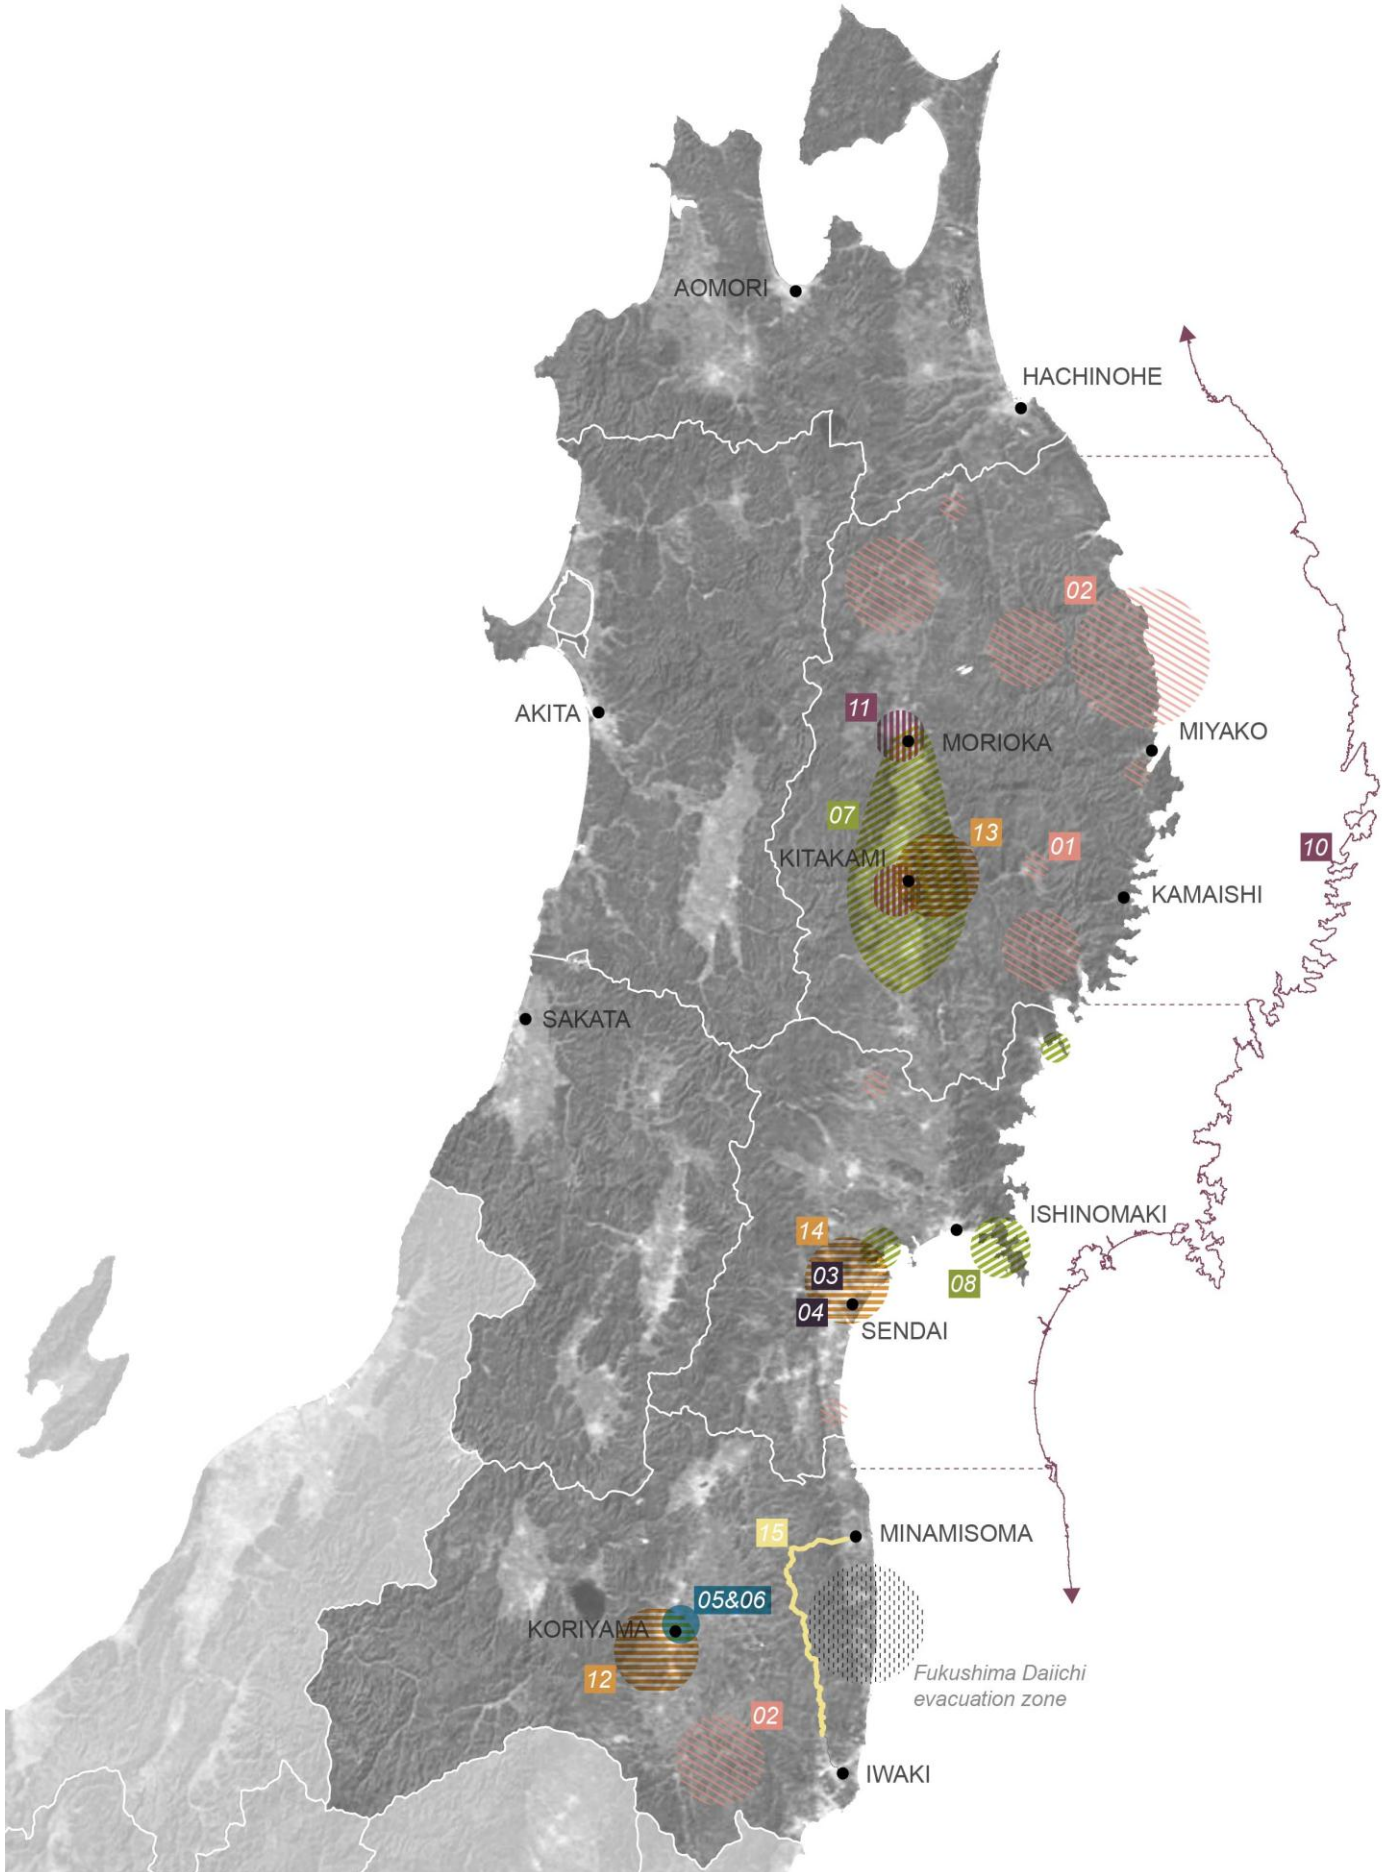 AOMORI
HACHINOHE
02
11
AKITA
MORIOKA
MIYAKO
07
13
KITAKAMI
01
10
KAMAISHI
SAKATA
ISHINOMAKI
14
03
08
04
SENDAI
15
MINAMISOMA
05&06
KORIYAMA
Fukushima Daiichi
evacuation zone
12
02
IWAKI